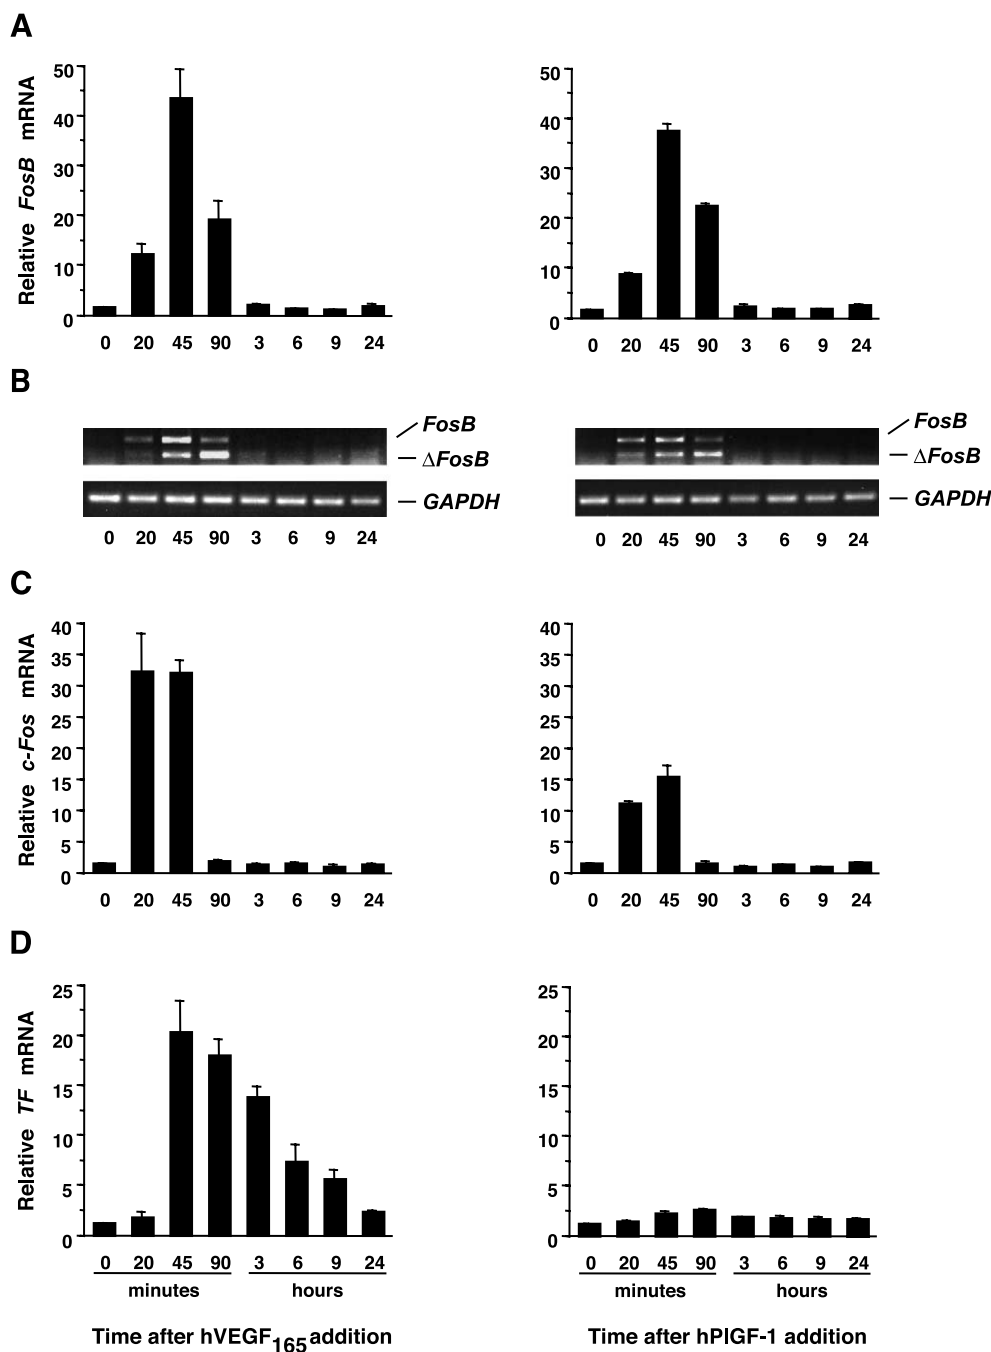 A
Relative FosB mRNA
50
40
30
20
10
0
0 20 45 90 3 6 9 24
50
40
30
20
10
0
0 20 45 90 3 6 9 24
B
FosB
ΔFosB
GAPDH
0 20 45 90 3 6 9 24
FosB
ΔFosB
GAPDH
0 20 45 90 3 6 9 24
C
Relative c-Fos mRNA
40
35
30
25
20
15
10
5
0
0 20 45 90 3 6 9 24
40
35
30
25
20
15
10
5
0
0 20 45 90 3 6 9 24
D
Relative TF mRNA
25
20
15
10
5
0
0 20 45 90 3 6 9 24
minutes hours
Time after hVEGF165 addition
25
20
15
10
5
0
0 20 45 90 3 6 9 24
minutes hours
Time after hPIGF-1 addition